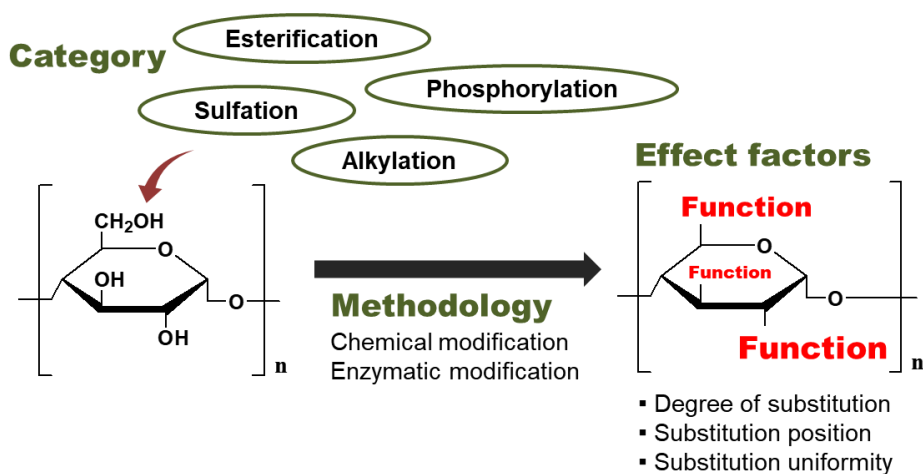 Category
Esterification
Phosphorylation
Sulfation
Alkylation
CH₂OH
O
OH
OH
O
n
Methodology
Chemical modification
Enzymatic modification
Effect factors
Function
O
Function
O
Function
n
▪ Degree of substitution
▪ Substitution position
▪ Substitution uniformity